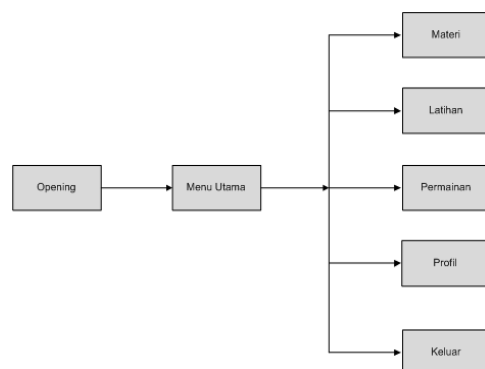 Materi
Latihan
Opening
Menu Utama
Permainan
Profil
Keluar